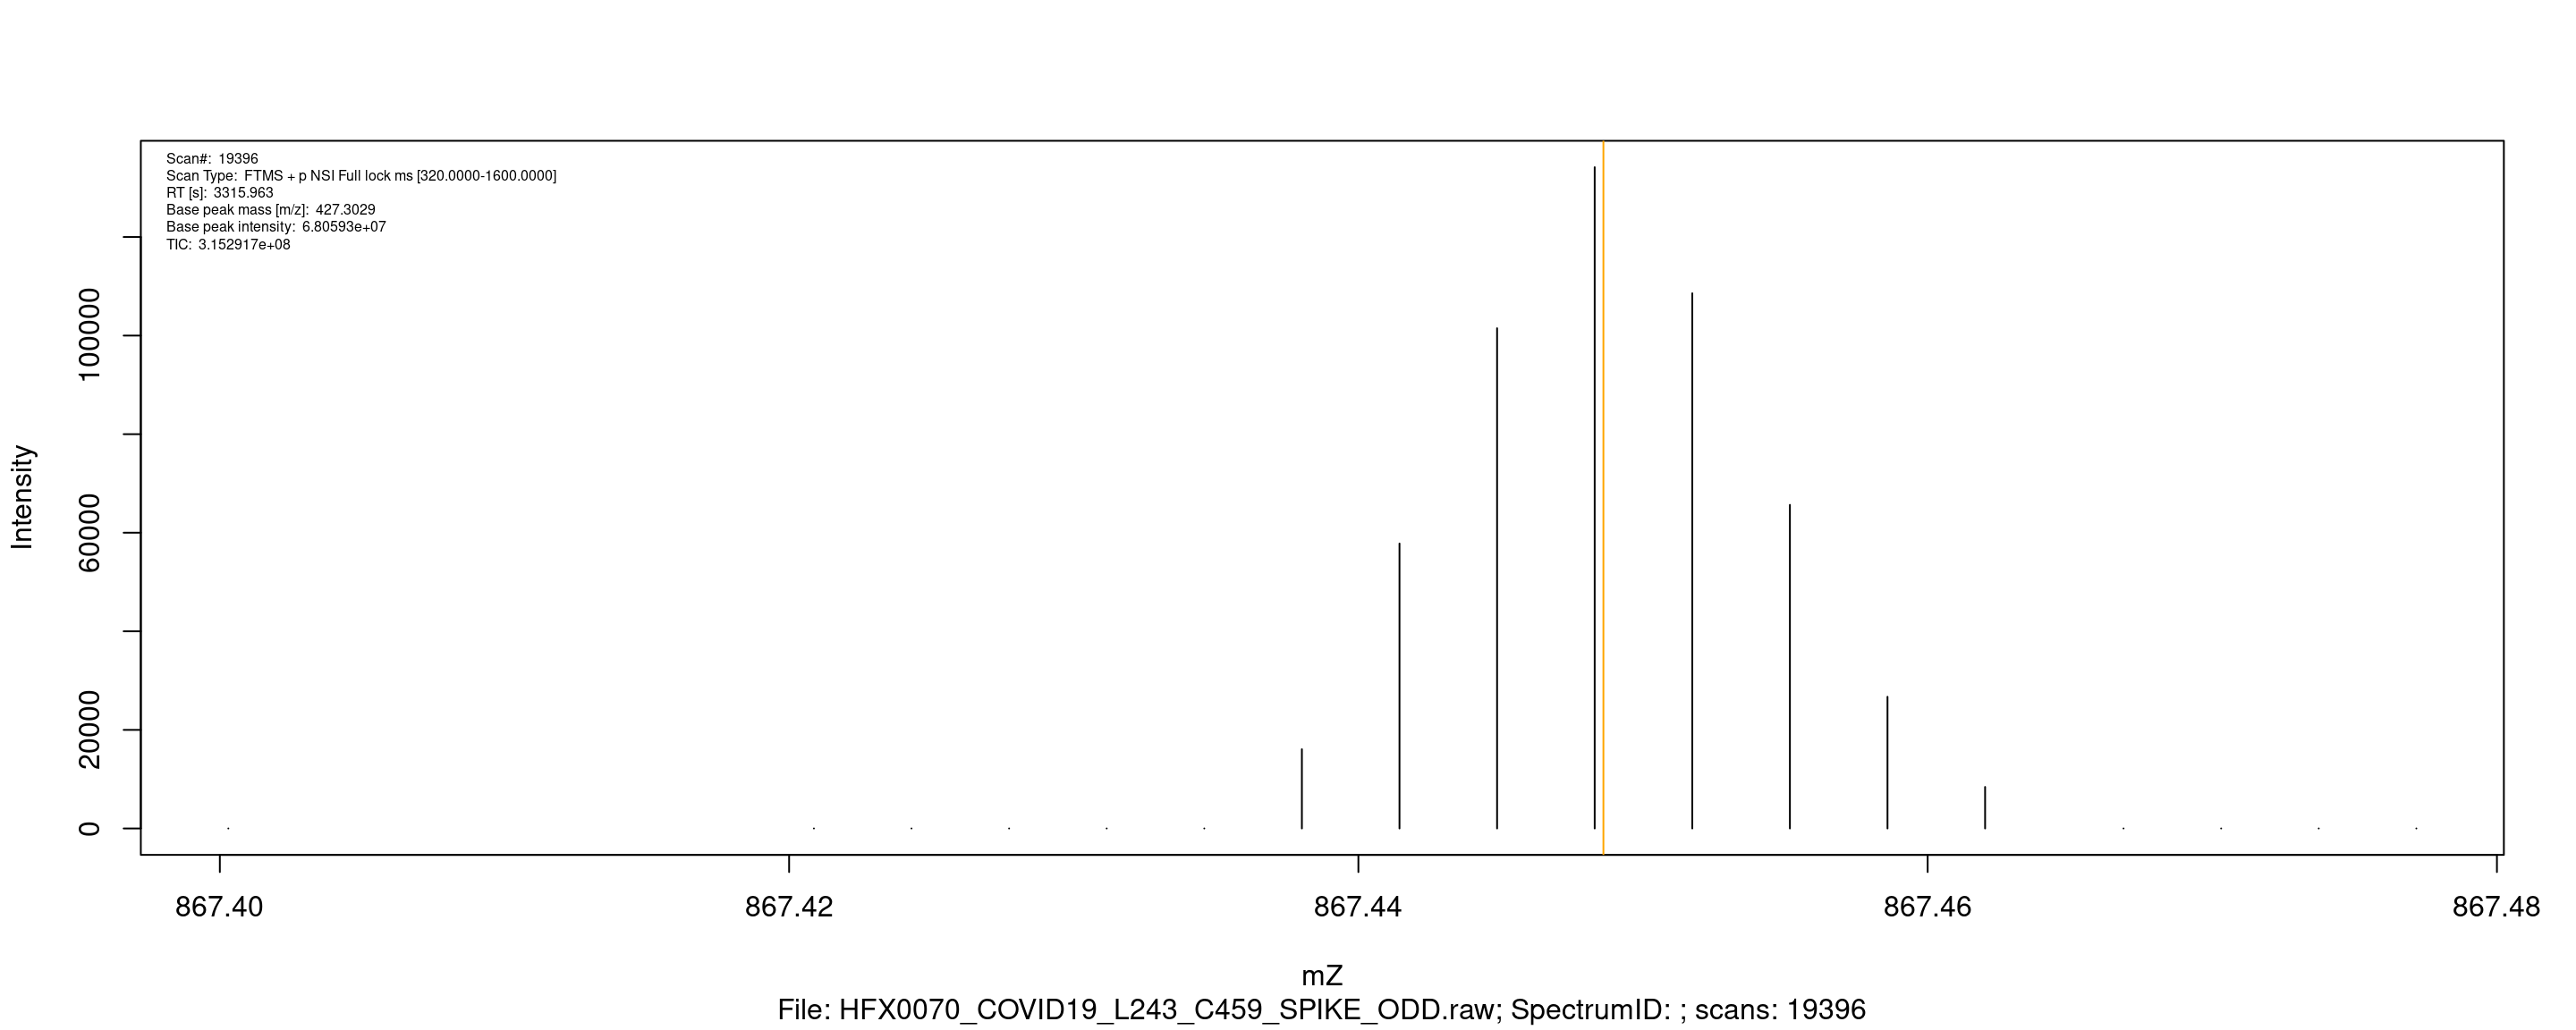 Scan#: 19396
Scan Type: FTMS + p NSI Full lock ms [320.0000-1600.0000]
RT [s]: 3315.963
Base peak mass [m/z]: 427.3029
Base peak intensity: 6.80593e+07
TIC: 3.152917e+08
Intensity
100000
60000
20000
0
867.40 867.42 867.44 867.46 867.48
mZ
File: HFX0070_COVID19_L243_C459_SPIKE_ODD.raw; SpectrumID: ; scans: 19396